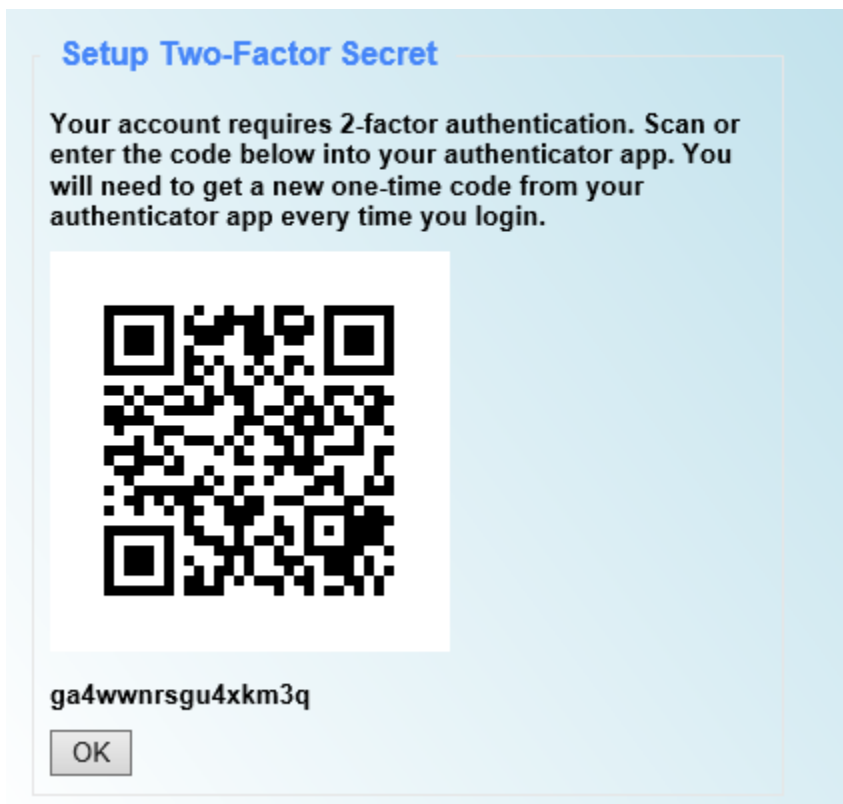 Setup Two-Factor Secret
Your account requires 2-factor authentication. Scan or
enter the code below into your authenticator app. You
will need to get a new one-time code from your
authenticator app every time you login.
ga4wwnrsgu4xkm3q
OK